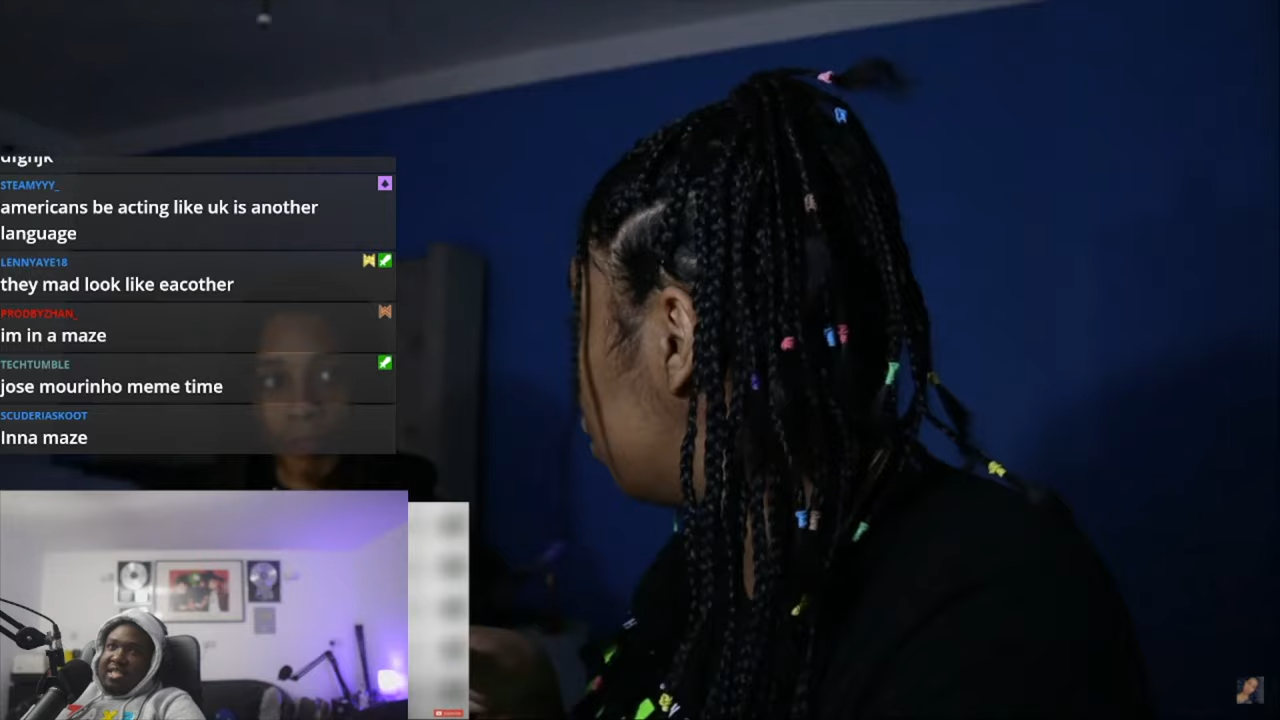 STEAMYYY_
americans be acting like uk is another
language
LENNYAYE18
they mad look like eacother
PRODBYZHAN_
im in a maze
TECHTUMBLE
jose mourinho meme time
SCUDERIASKOOT
Inna maze